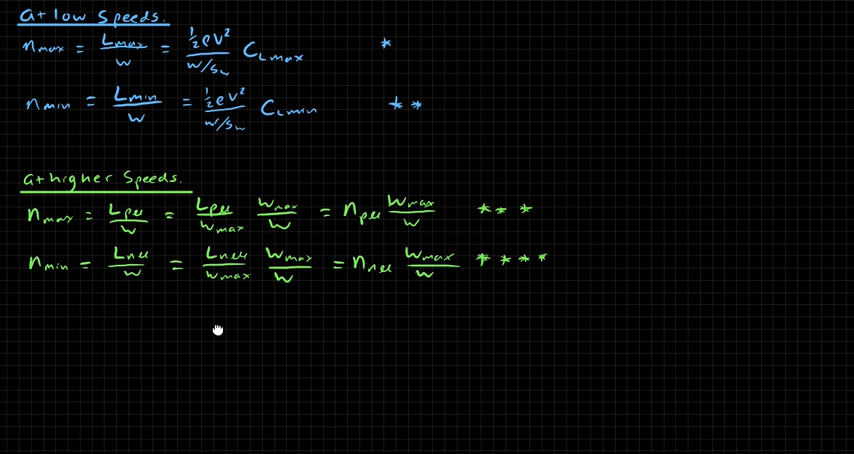 at low speeds.
n_max = L_max / W = ½ρV² / (W/S_w) C_Lmax *
n_min = L_min / W = ½ρV² / (W/S_w) C_Lmin **
at higher speeds.
n_max = L_pll / W = L_pll / W_max W_max / W = n_pll W_max / W ***
n_min = L_nll / W = L_nll / W_max W_max / W = n_nll W_max / W ****